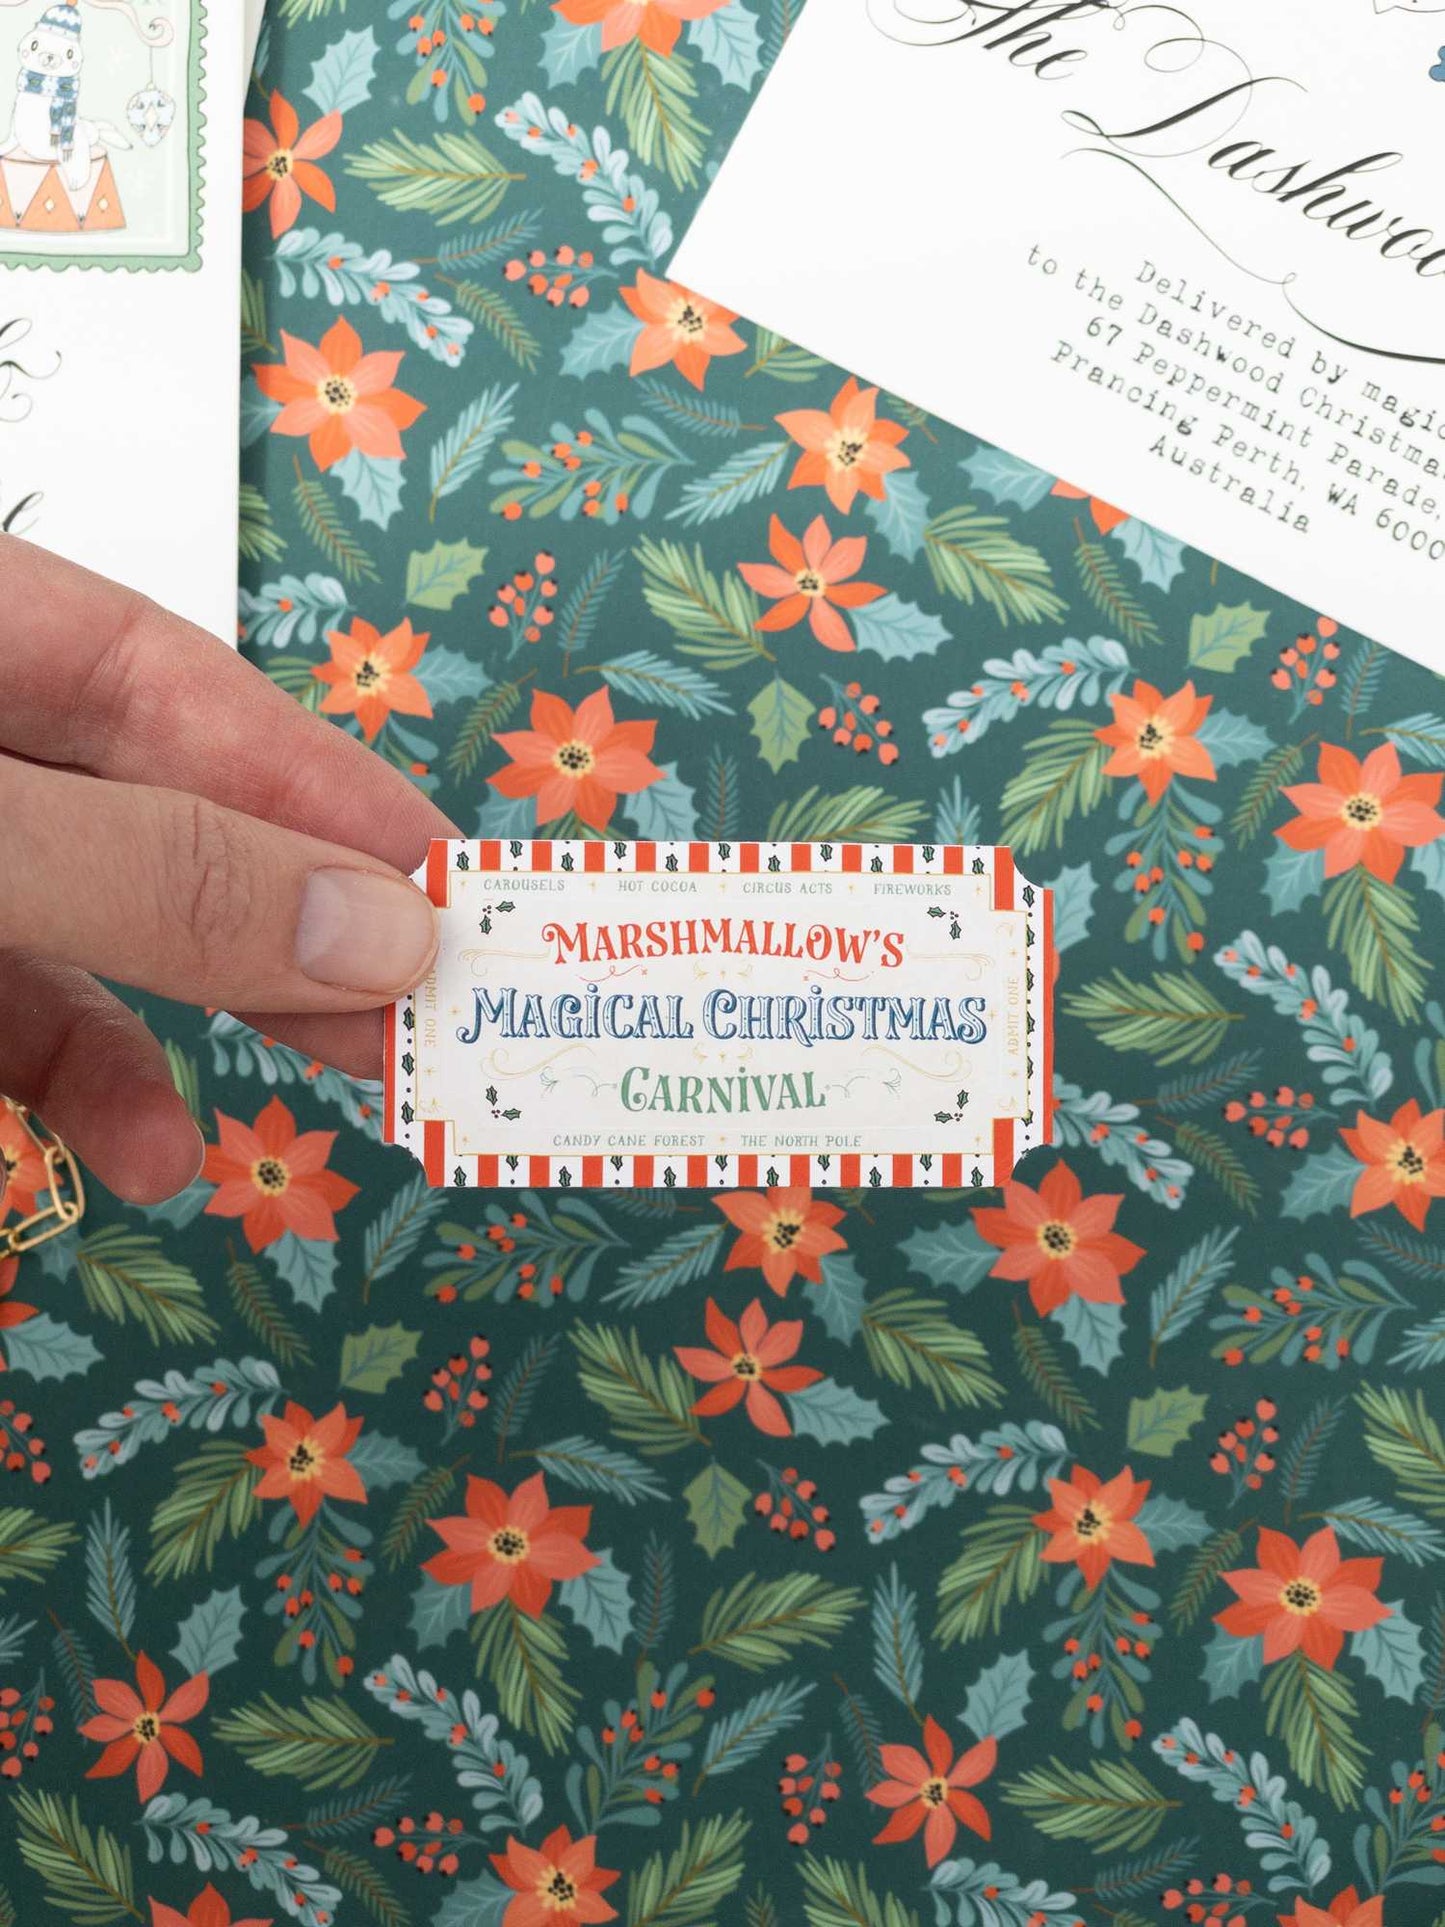 The Dashwoo
Delivered by magic
to the Dashwood Christmas
67 Peppermint Parade,
Prancing Perth, WA 6000
Australia
CAROUSELS HOT COCOA CIRCUS ACTS FIREWORKS
MARSHMALLOW'S
MAGICAL CHRISTMAS
CARNIVAL
CANDY CANE FOREST THE NORTH POLE
ADMIT ONE
ADMIT ONE